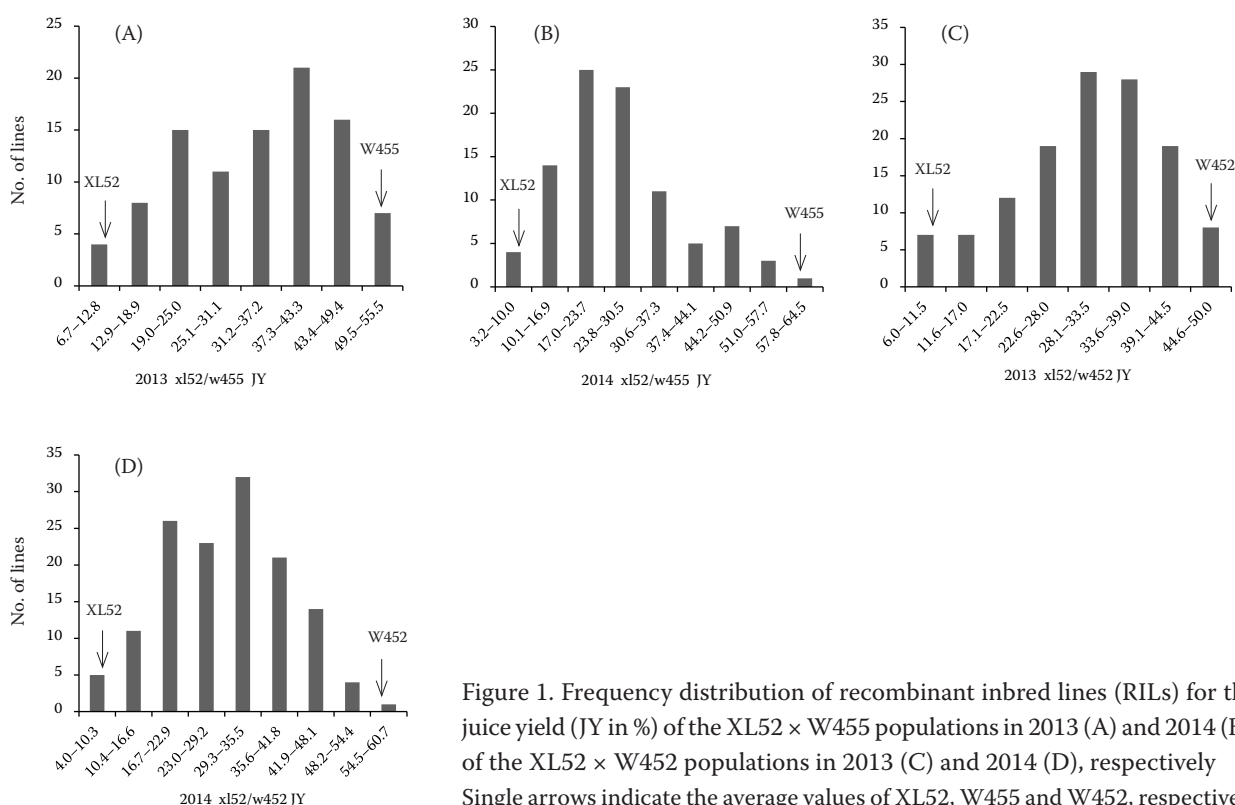 (A)
No. of lines
25
20
15
10
5
0
XL52
W455
6.7–12.8
12.9–18.9
19.0–25.0
25.1–31.1
31.2–37.2
37.3–43.3
43.4–49.4
49.5–55.5
2013 xl52/w455 JY
(B)
30
25
20
15
10
5
0
XL52
W455
3.2–10.0
10.1–16.9
17.0–23.7
23.8–30.5
30.6–37.3
37.4–44.1
44.2–50.9
51.0–57.7
57.8–64.5
2014 xl52/w455 JY
(C)
35
30
25
20
15
10
5
0
XL52
W452
6.0–11.5
11.6–17.0
17.1–22.5
22.6–28.0
28.1–33.5
33.6–39.0
39.1–44.5
44.6–50.0
2013 xl52/w452 JY
(D)
No. of lines
35
30
25
20
15
10
5
0
XL52
W452
4.0–10.3
10.4–16.6
16.7–22.9
23.0–29.2
29.3–35.5
35.6–41.8
41.9–48.1
48.2–54.4
54.5–60.7
2014 xl52/w452 JY
Figure 1. Frequency distribution of recombinant inbred lines (RILs) for
juice yield (JY in %) of the XL52 × W455 populations in 2013 (A) and 2014
of the XL52 × W452 populations in 2013 (C) and 2014 (D), respectively
Single arrows indicate the average values of XL52, W455 and W452,